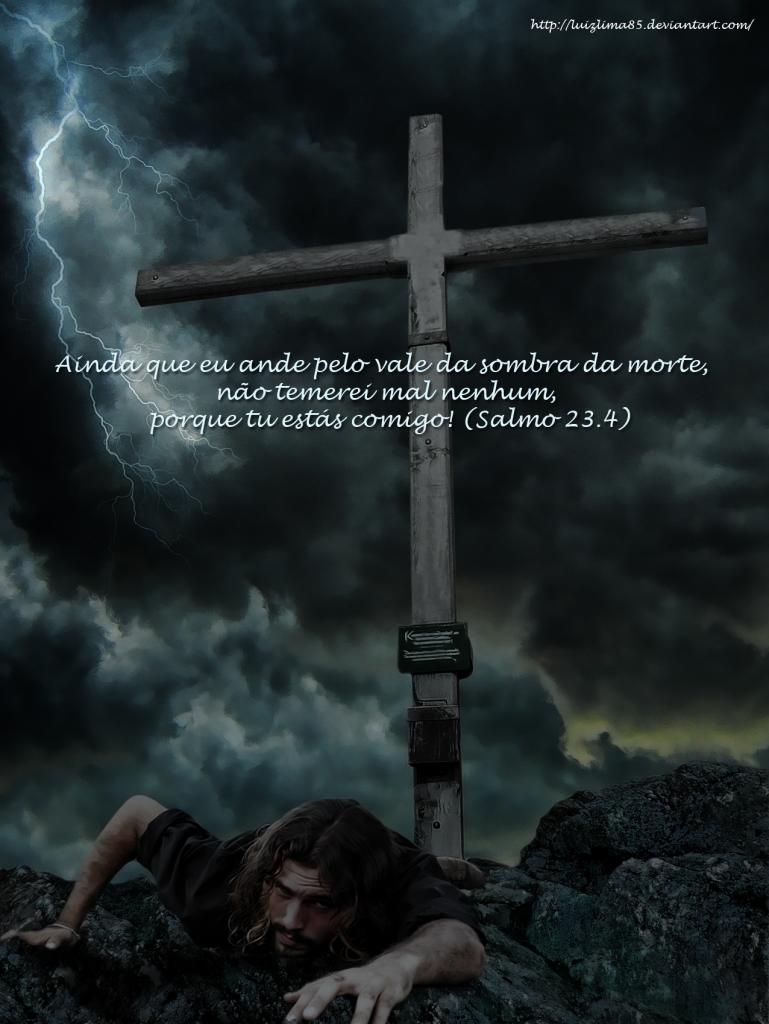 http://luizlima85.deviantart.com/
Ainda que eu ande pelo vale da sombra da morte,
não temerei mal nenhum,
porque tu estás comigo! (Salmo 23.4)